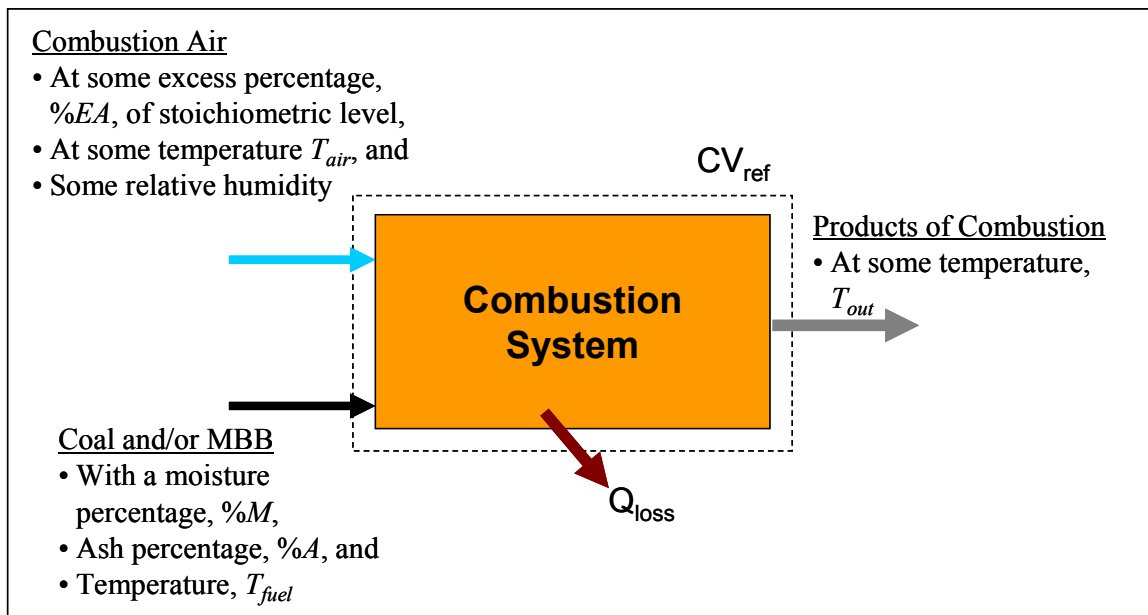 Combustion Air
• At some excess percentage,
%EA, of stoichiometric level,
• At some temperature Tair, and
• Some relative humidity
CVref
Products of Combustion
• At some temperature,
Tout
Combustion
System
Coal and/or MBB
• With a moisture
percentage, %M,
• Ash percentage, %A, and
• Temperature, Tfuel
Qloss